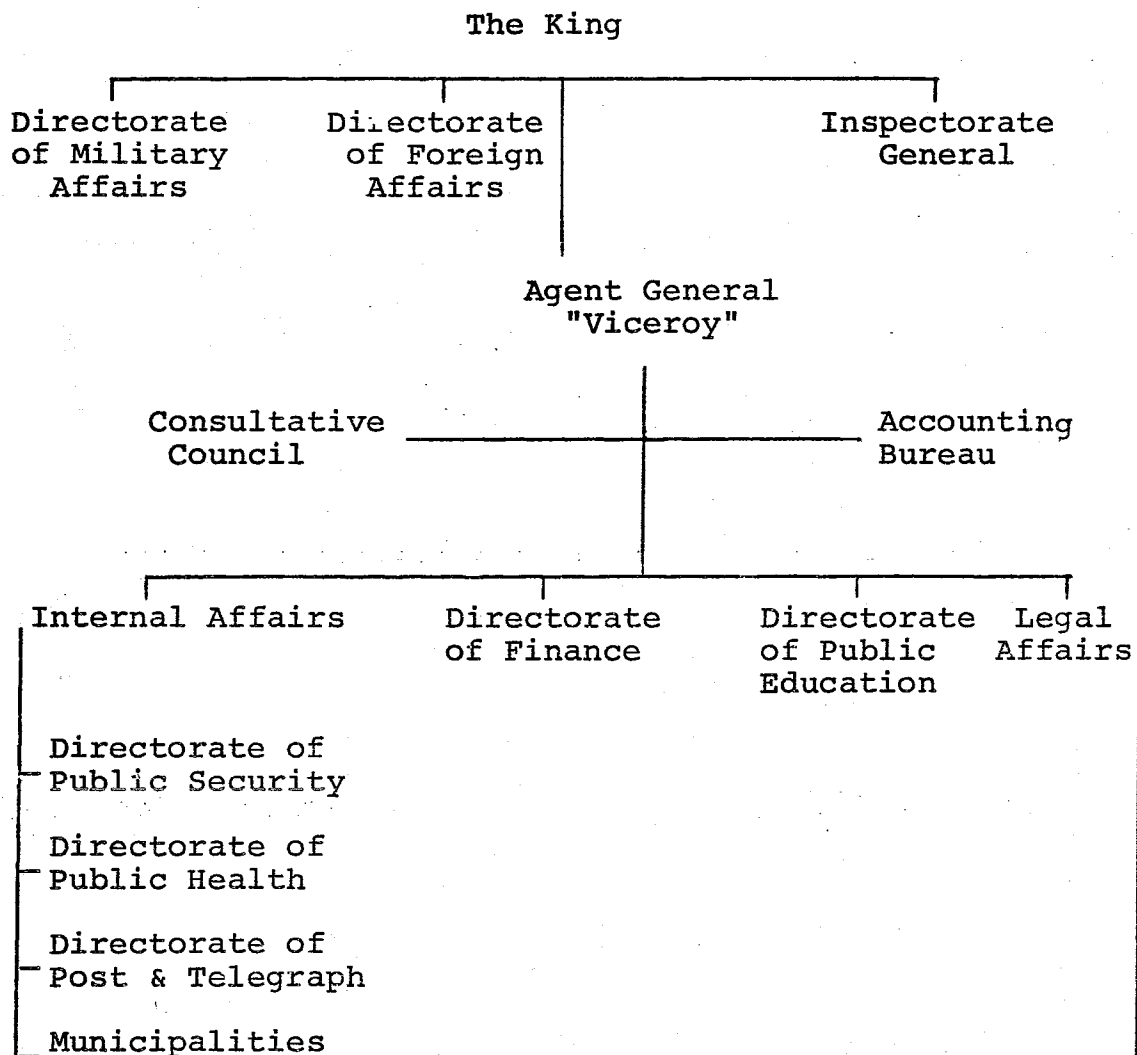 The King
Directorate
of Military
Affairs
Directorate
of Foreign
Affairs
Inspectorate
General
Agent General
"Viceroy"
Consultative
Council
Accounting
Bureau
Internal Affairs
Directorate
of Finance
Directorate
of Public
Education
Legal
Affairs
Directorate of
Public Security
Directorate of
Public Health
Directorate of
Post & Telegraph
Municipalities